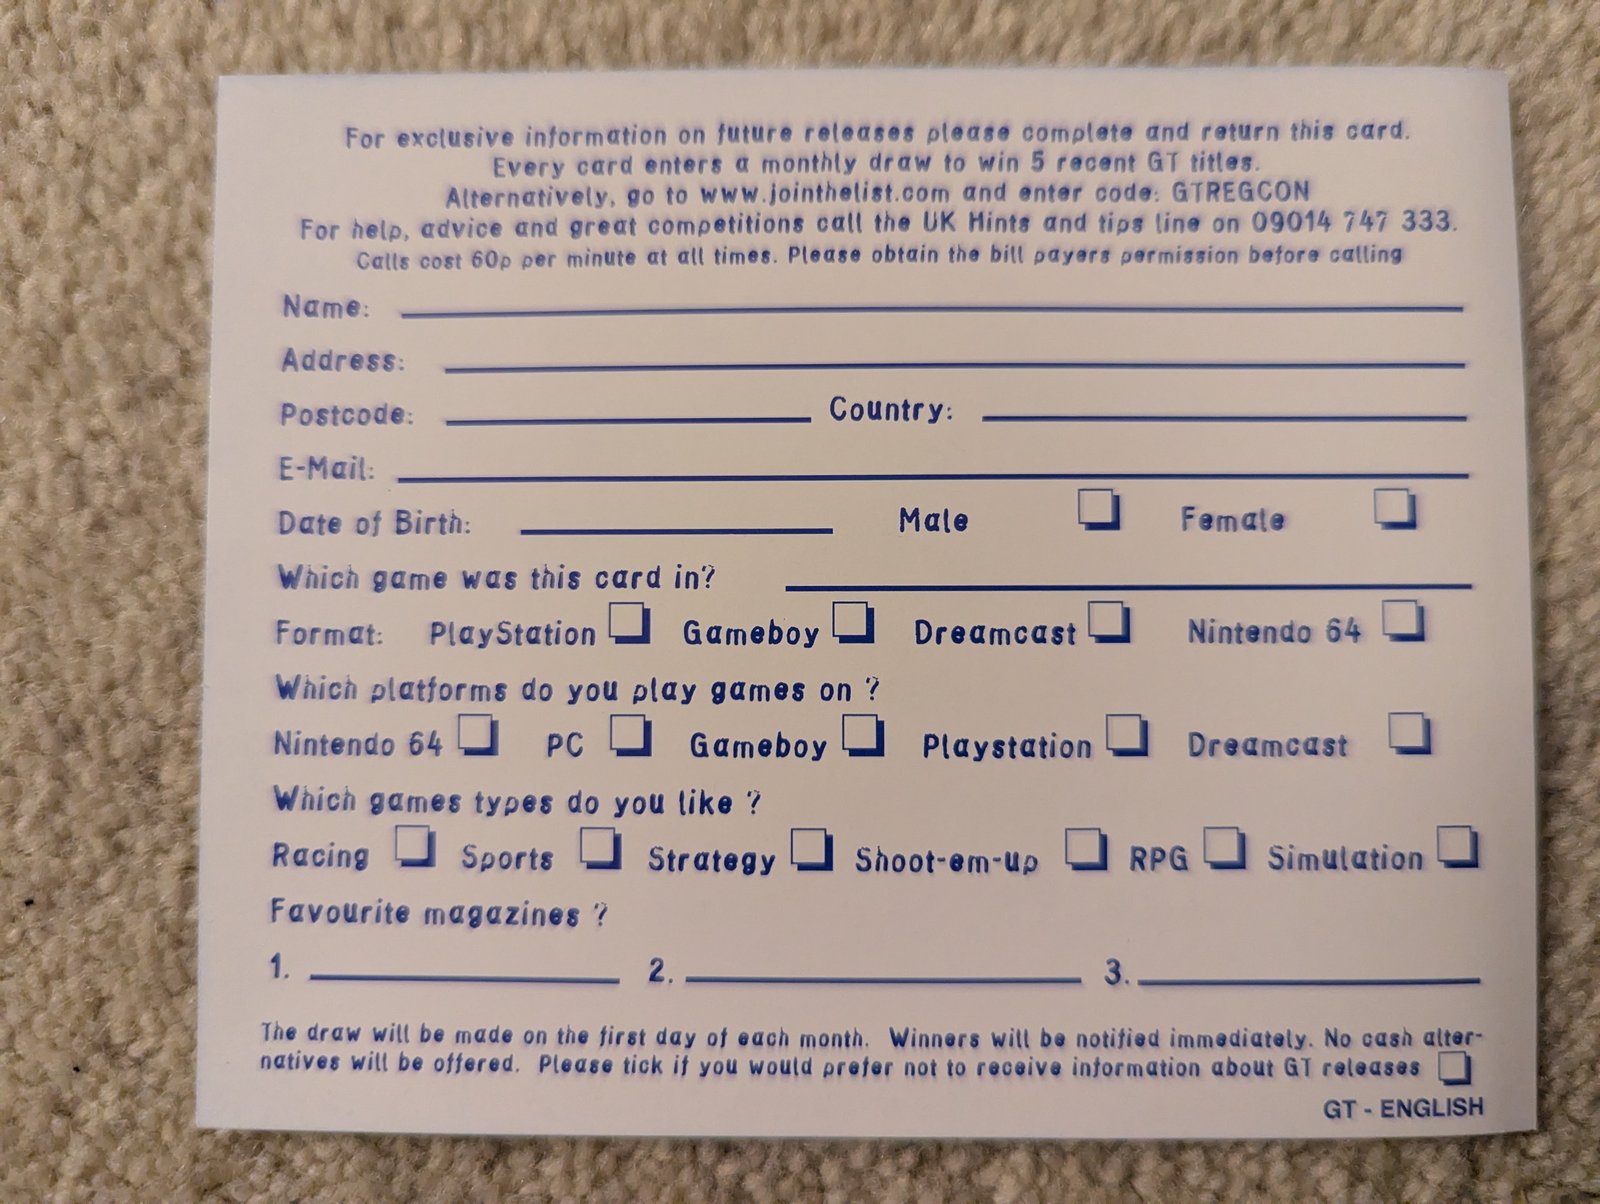 For exclusive information on future releases please complete and return this card.
Every card enters a monthly draw to win 5 recent GT titles.
Alternatively, go to www.jointhelist.com and enter code: GTREGCON
For help, advice and great competitions call the UK Hints and tips line on 09014 747 333.
Calls cost 60p per minute at all times. Please obtain the bill payers permission before calling
Name:
Address:
Postcode: Country:
E-Mail:
Date of Birth: Male Female
Which game was this card in?
Format: PlayStation Gameboy Dreamcast Nintendo 64
Which platforms do you play games on ?
Nintendo 64 PC Gameboy Playstation Dreamcast
Which games types do you like ?
Racing Sports Strategy Shoot-em-up RPG Simulation
Favourite magazines ?
1. 2. 3.
The draw will be made on the first day of each month. Winners will be notified immediately. No cash alter-
natives will be offered. Please tick if you would prefer not to receive information about GT releases
GT - ENGLISH